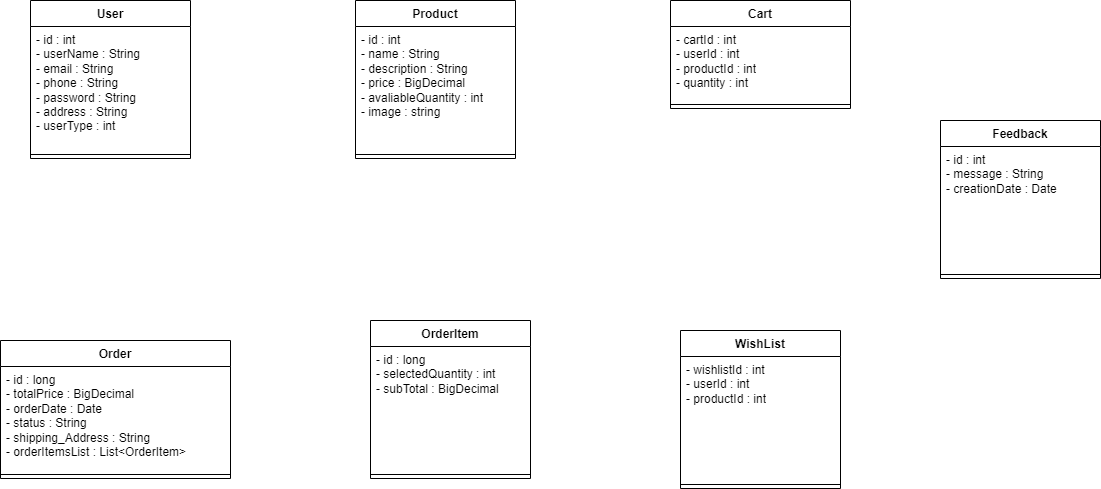 User
- id : int
- userName : String
- email : String
- phone : String
- password : String
- address : String
- userType : int
Product
- id : int
- name : String
- description : String
- price : BigDecimal
- avaliableQuantity : int
- image : string
Cart
- cartId : int
- userId : int
- productId : int
- quantity : int
Feedback
- id : int
- message : String
- creationDate : Date
Order
- id : long
- totalPrice : BigDecimal
- orderDate : Date
- status : String
- shipping_Address : String
- orderItemsList : List<OrderItem>
OrderItem
- id : long
- selectedQuantity : int
- subTotal : BigDecimal
WishList
- wishlistId : int
- userId : int
- productId : int